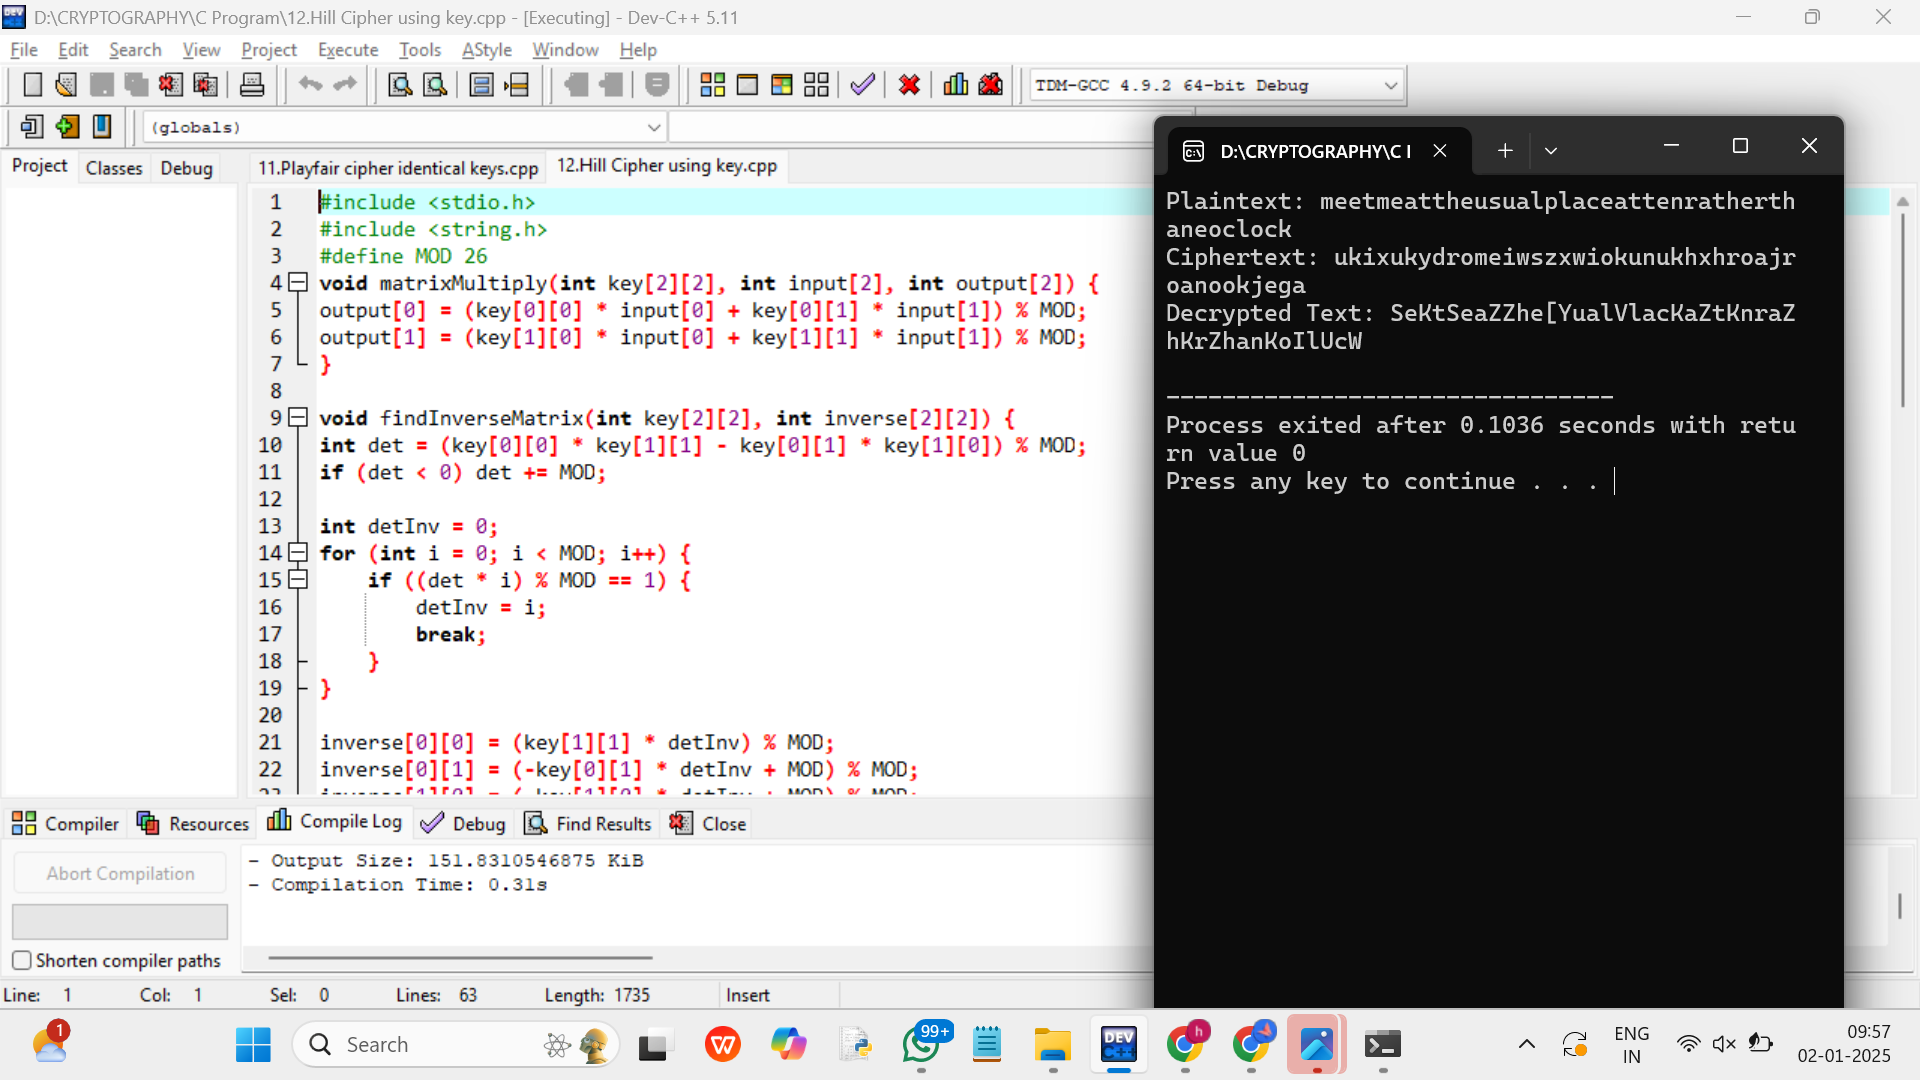 D:\CRYPTOGRAPHY\C Program\12.Hill Cipher using key.cpp - [Executing] - Dev-C++ 5.11
File Edit Search View Project Execute Tools AStyle Window Help
TDM-GCC 4.9.2 64-bit Debug
(globals)
Project Classes Debug
11.Playfair cipher identical keys.cpp 12.Hill Cipher using key.cpp
1 #include <stdio.h>
2 #include <string.h>
3 #define MOD 26
4 void matrixMultiply(int key[2][2], int input[2], int output[2]) {
5 output[0] = (key[0][0] * input[0] + key[0][1] * input[1]) % MOD;
6 output[1] = (key[1][0] * input[0] + key[1][1] * input[1]) % MOD;
7 }
8
9 void findInverseMatrix(int key[2][2], int inverse[2][2]) {
10 int det = (key[0][0] * key[1][1] - key[0][1] * key[1][0]) % MOD;
11 if (det < 0) det += MOD;
12
13 int detInv = 0;
14 for (int i = 0; i < MOD; i++) {
15 if ((det * i) % MOD == 1) {
16 detInv = i;
17 break;
18 }
19 }
20
21 inverse[0][0] = (key[1][1] * detInv) % MOD;
22 inverse[0][1] = (-key[0][1] * detInv + MOD) % MOD;
D:\CRYPTOGRAPHY\C
Plaintext: meetmeattheusualplaceattenratherth
aneoclock
Ciphertext: ukixukydromeiwszxwiokunukhxhroajr
oanookjega
Decrypted Text: SeKtSeaZZhe[YualVlacKaZtKnraZ
hKrZhanKoIlUcW
--------------------------------
Process exited after 0.1036 seconds with retu
rn value 0
Press any key to continue . . .
Compiler Resources Compile Log Debug Find Results Close
Abort Compilation
Shorten compiler paths
- Output Size: 151.8310546875 KiB
- Compilation Time: 0.31s
Line: 1 Col: 1 Sel: 0 Lines: 63 Length: 1735 Insert
1
Search
99+
DEV
C++
h
ENG
IN
09:57
02-01-2025